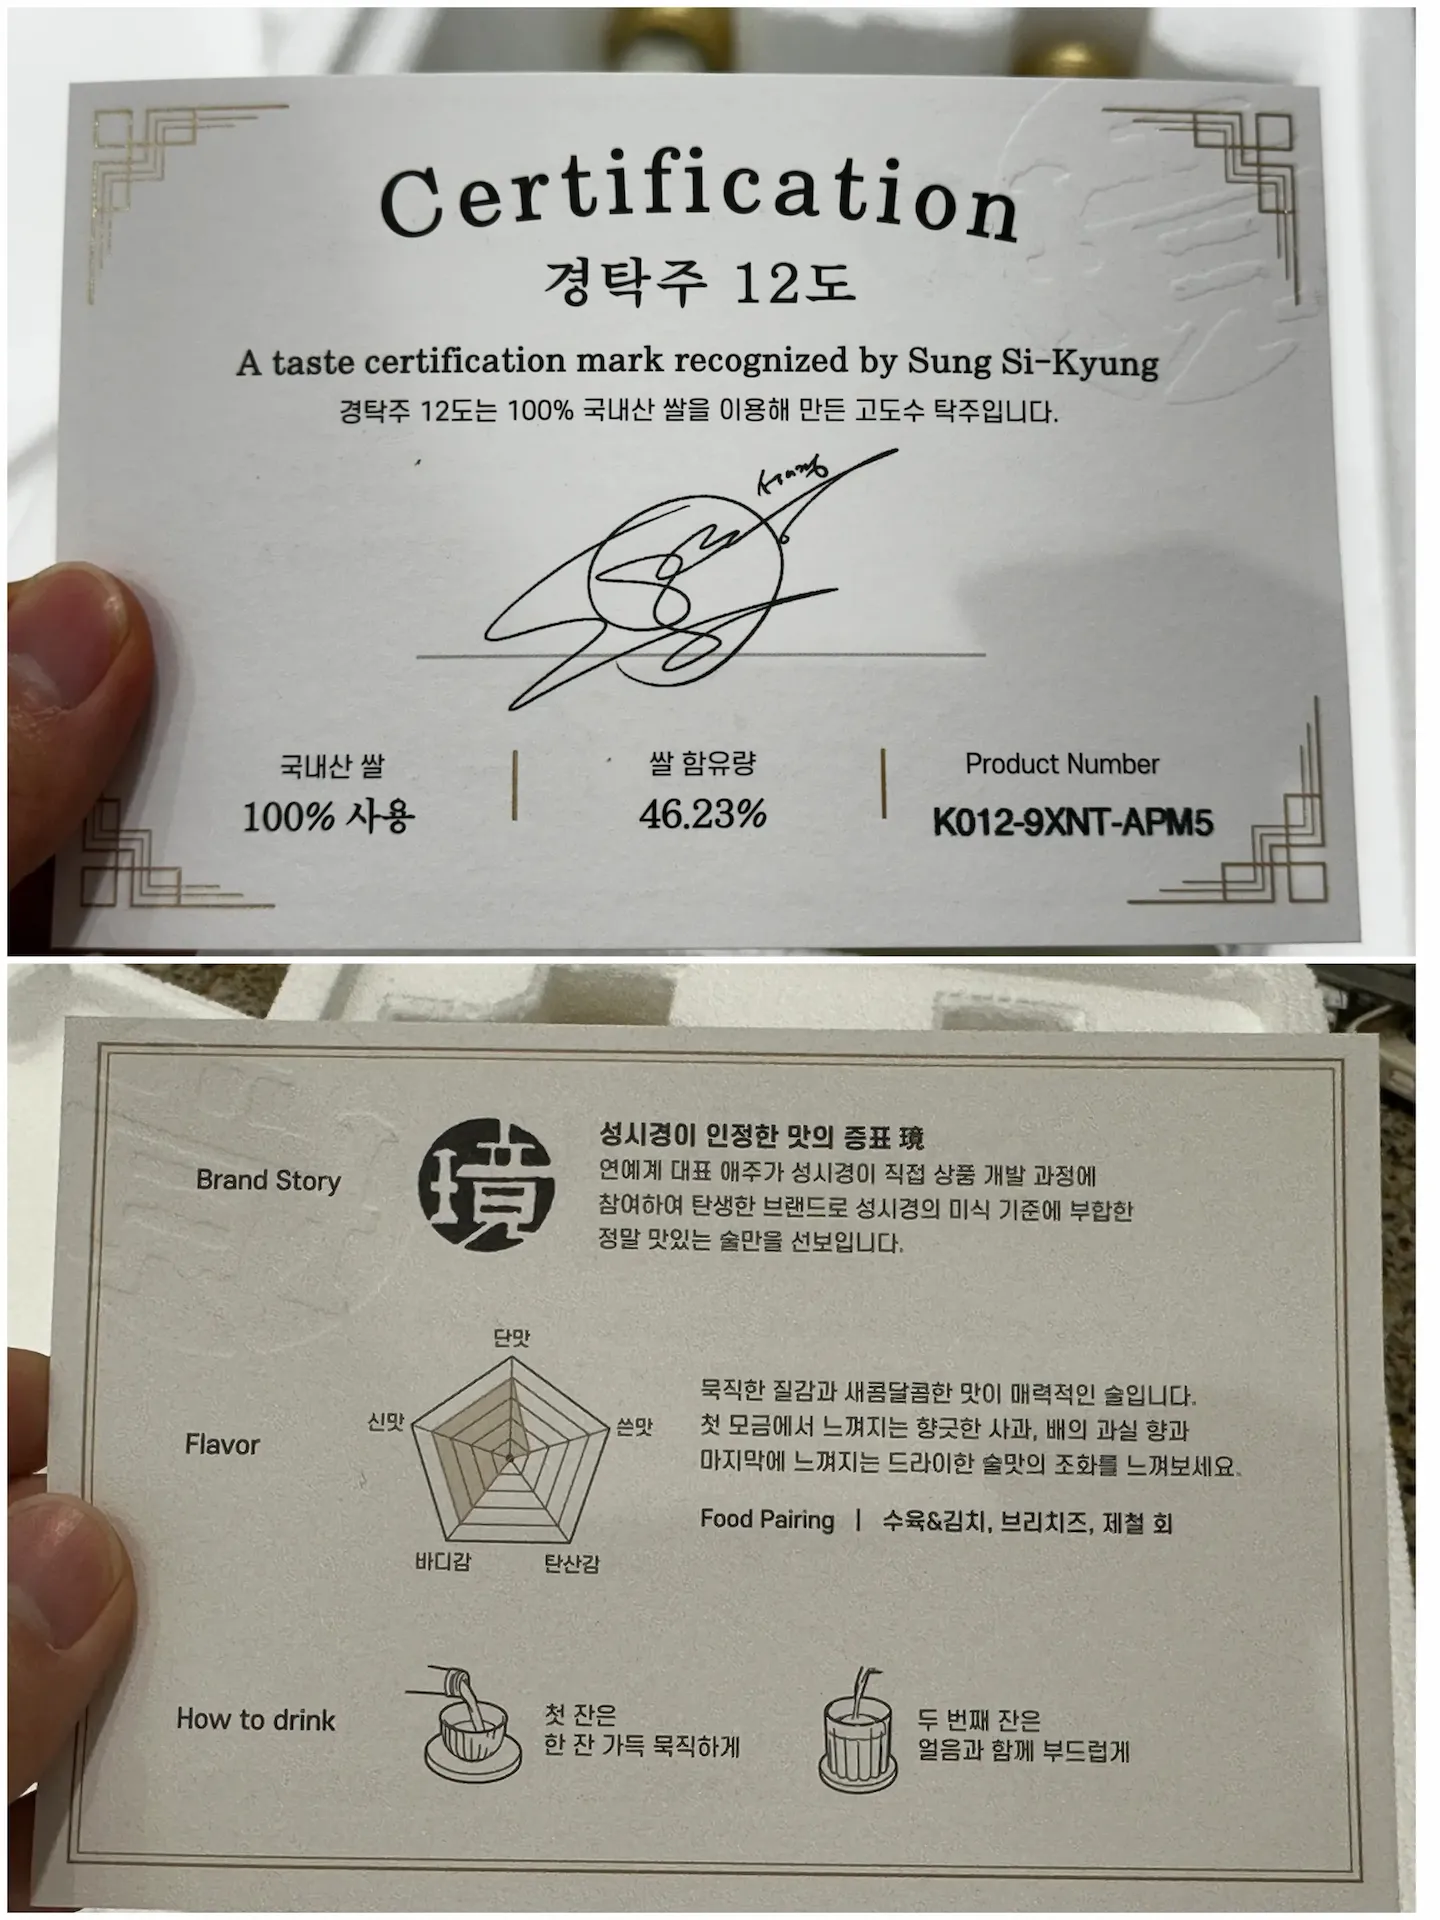 Certification
경탁주 12도
A taste certification mark recognized by Sung Si-Kyung
경탁주 12도는 100% 국내산 쌀을 이용해 만든 고도수 탁주입니다.
국내산 쌀
100% 사용
쌀 함유량
46.23%
Product Number
K012-9XNT-APM5
Brand Story
境
성시경이 인정한 맛의 증표 境
연예계 대표 애주가 성시경이 직접 상품 개발 과정에
참여하여 탄생한 브랜드로 성시경의 미식 기준에 부합한
정말 맛있는 술만을 선보입니다.
Flavor
단맛
신맛
쓴맛
바디감
탄산감
묵직한 질감과 새콤달콤한 맛이 매력적인 술입니다.
첫 모금에서 느껴지는 향긋한 사과, 배의 과실 향과
마지막에 느껴지는 드라이한 술맛의 조화를 느껴보세요.
Food Pairing | 수육&김치, 브리치즈, 제철 회
How to drink
첫 잔은
한 잔 가득 묵직하게
두 번째 잔은
얼음과 함께 부드럽게